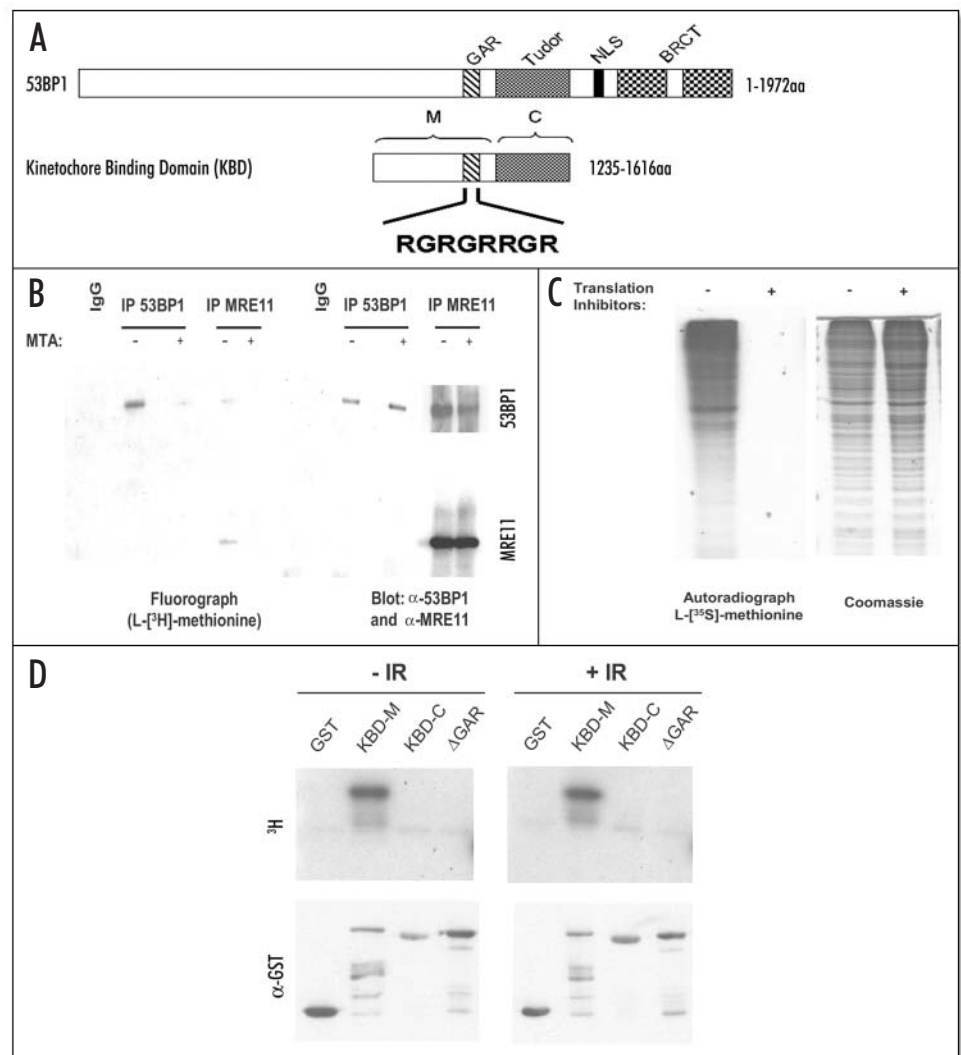 A
GAR Tudor NLS BRCT
53BP1
1-1972aa
M C
Kinetochore Binding Domain (KBD)
1235-1616aa
RGRGRRGR
B
IgG IP 53BP1 IP MRE11 IgG IP 53BP1 IP MRE11
MTA: - + - + - + - +
53BP1
MRE11
Fluorograph
(L-[³H]-methionine)
Blot: α-53BP1
and α-MRE11
C
Translation
Inhibitors:
- + - +
Autoradiograph
L-[³⁵S]-methionine
Coomassie
D
- IR + IR
GST KBD-M KBD-C ΔGAR GST KBD-M KBD-C ΔGAR
³H
α-GST